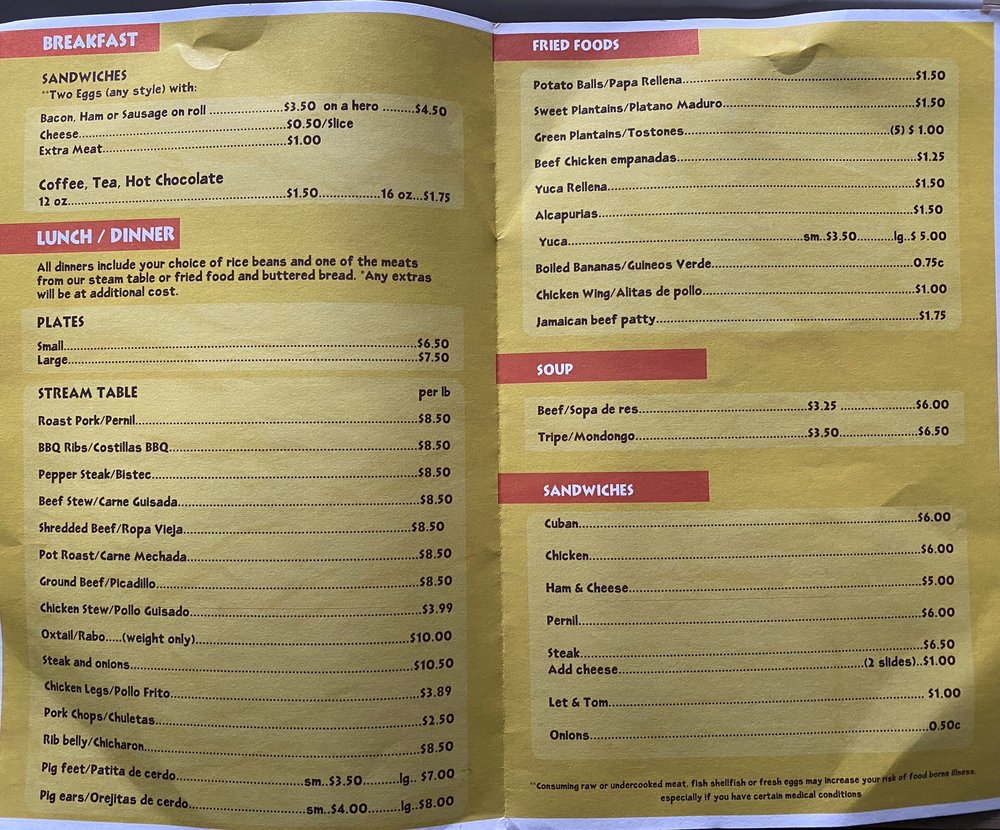 BREAKFAST
SANDWICHES
**Two Eggs (any style) with:
Bacon, Ham or Sausage on roll ....................$3.50 on a hero ........$4.50
Cheese....................$0.50/Slice
Extra Meat....................$1.00
Coffee, Tea, Hot Chocolate
12 oz....................$1.50...............16 oz...$1.75
LUNCH / DINNER
All dinners include your choice of rice beans and one of the meats
from our steam table or fried food and buttered bread. *Any extras
will be at additional cost.
PLATES
Small....................$6.50
Large....................$7.50
STREAM TABLE per lb
Roast Pork/Pernil....................$8.50
BBQ Ribs/Costillas BBQ....................$8.50
Pepper Steak/Bistec....................$8.50
Beef Stew/Carne Guisada....................$8.50
Shredded Beef/Ropa Vieja....................$8.50
Pot Roast/Carne Mechada....................$8.50
Ground Beef/Picadillo....................$8.50
Chicken Stew/Pollo Guisado....................$3.99
Oxtail/Rabo.....(weight only)....................$10.00
Steak and onions....................$10.50
Chicken Legs/Pollo Frito....................$3.89
Pork Chops/Chuletas....................$2.50
Rib belly/Chicharon....................$8.50
Pig feet/Patita de cerdo....................sm..$3.50..........lg.. $7.00
Pig ears/Orejitas de cerdo....................sm..$4.00.........lg..$8.00
FRIED FOODS
Potato Balls/Papa Rellena....................$1.50
Sweet Plantains/Platano Maduro....................$1.50
Green Plantains/Tostones....................(5) $ 1.00
Beef Chicken empanadas....................$1.25
Yuca Rellena....................$1.50
Alcapurias....................$1.50
Yuca....................sm..$3.50..........lg..$ 5.00
Boiled Bananas/Guineos Verde....................0.75c
Chicken Wing/Alitas de pollo....................$1.00
Jamaican beef patty....................$1.75
SOUP
Beef/Sopa de res....................$3.25 ....................$6.00
Tripe/Mondongo....................$3.50....................$6.50
SANDWICHES
Cuban....................$6.00
Chicken....................$6.00
Ham & Cheese....................$5.00
Pernil....................$6.00
Steak....................$6.50
Add cheese....................(2 slides)..$1.00
Let & Tom.................... $1.00
Onions....................0.50c
**Consuming raw or undercooked meat, fish shellfish or fresh eggs may increase your risk of food borne illness,
especially if you have certain medical conditions